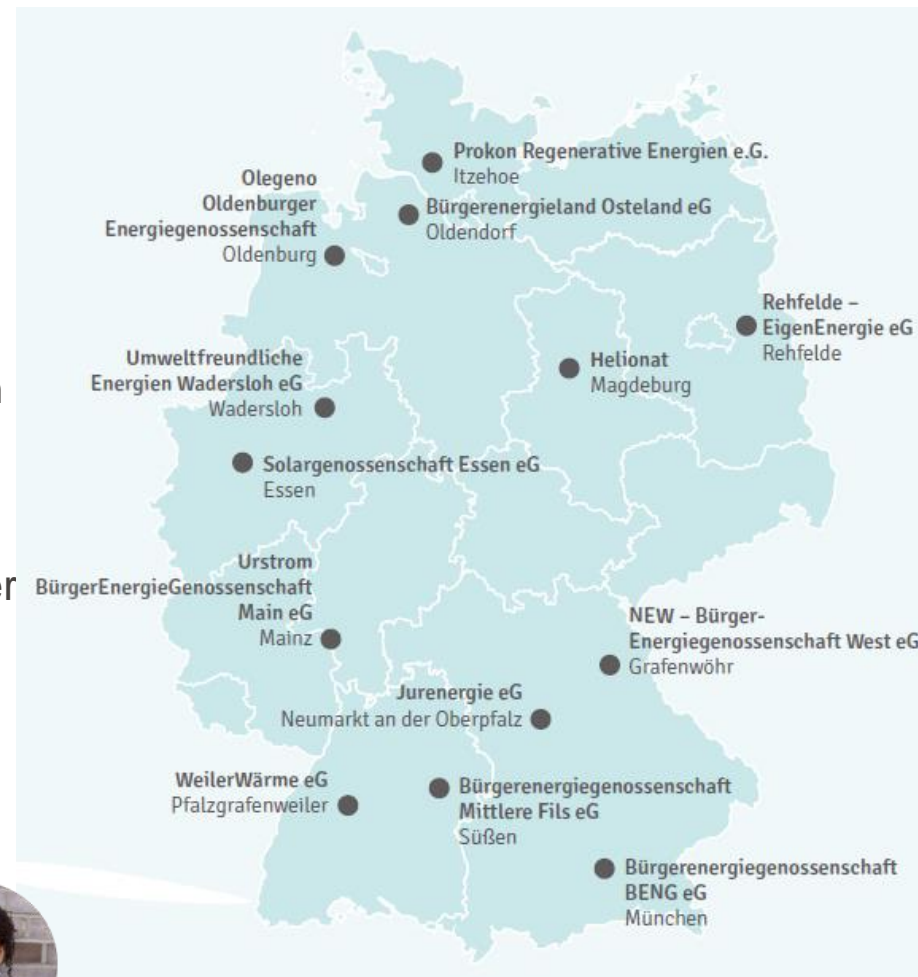 Prokon Regenerative Energien e.G.
Itzehoe
Olegeno
Oldenburger
Energiegenossenschaft
Oldenburg
Bürgerenergieland Osteland eG
Oldendorf
Rehfelde –
EigenEnergie eG
Rehfelde
Umweltfreundliche
Energien Wadersloh eG
Wadersloh
Helionat
Magdeburg
Solargenossenschaft Essen eG
Essen
Urstrom
BürgerEnergieGenossenschaft
Main eG
Mainz
er
NEW – Bürger-
Energiegenossenschaft West eG
Grafenwöhr
Jurenergie eG
Neumarkt an der Oberpfalz
WeilerWärme eG
Pfalzgrafenweiler
Bürgerenergiegenossenschaft
Mittlere Fils eG
Süßen
Bürgerenergiegenossenschaft
BENG eG
München